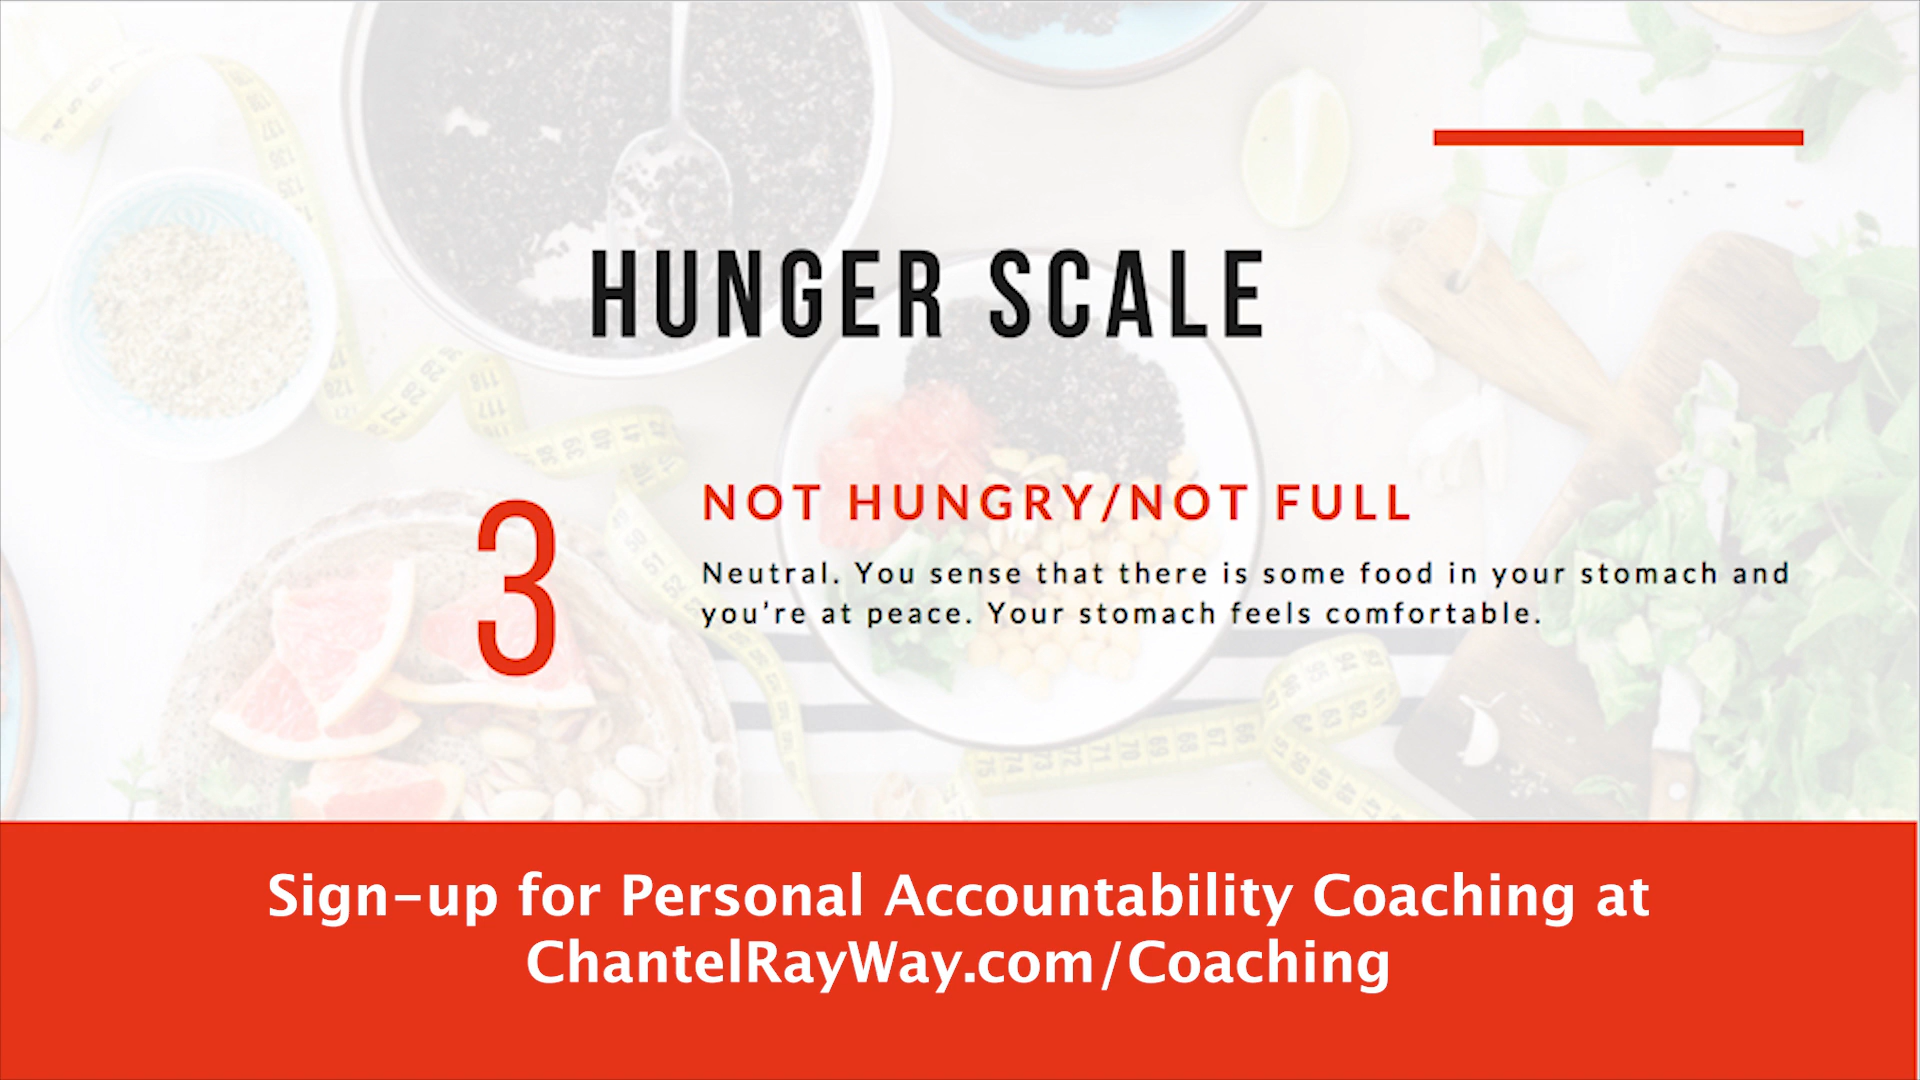 HUNGER SCALE
3
NOT HUNGRY/NOT FULL
Neutral. You sense that there is some food in your stomach and
you're at peace. Your stomach feels comfortable.
Sign-up for Personal Accountability Coaching at
ChantelRayWay.com/Coaching